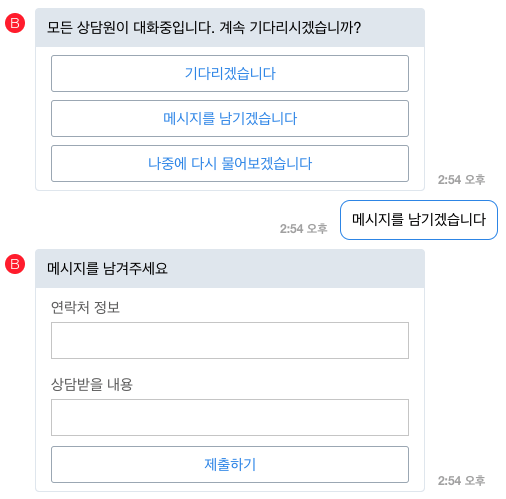 B
모든 상담원이 대화중입니다. 계속 기다리시겠습니까?
기다리겠습니다
메시지를 남기겠습니다
나중에 다시 물어보겠습니다
2:54 오후
메시지를 남기겠습니다
2:54 오후
B
메시지를 남겨주세요
연락처 정보
상담받을 내용
제출하기
2:54 오후